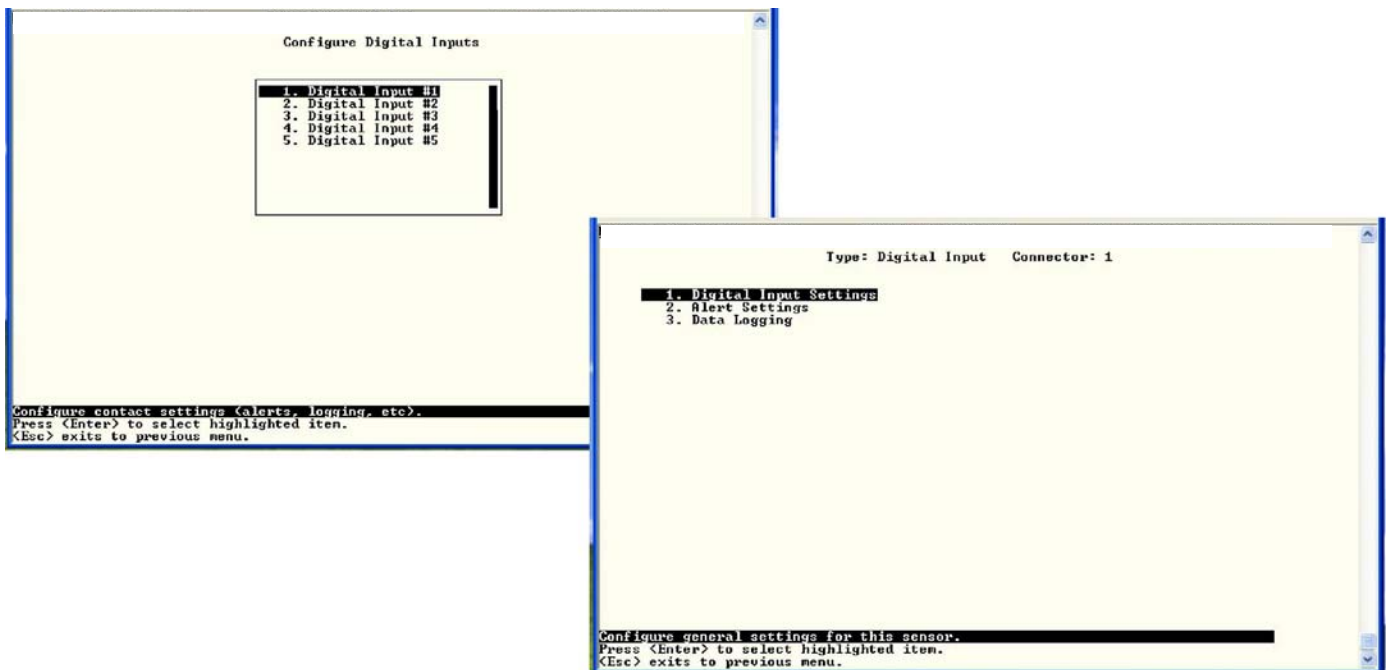 Configure Digital Inputs
1. Digital Input #1
2. Digital Input #2
3. Digital Input #3
4. Digital Input #4
5. Digital Input #5
Configure contact settings (alerts, logging, etc).
Press <Enter> to select highlighted item.
<Esc> exits to previous menu.
Type: Digital Input Connector: 1
1. Digital Input Settings
2. Alert Settings
3. Data Logging
Configure general settings for this sensor.
Press <Enter> to select highlighted item.
<Esc> exits to previous menu.